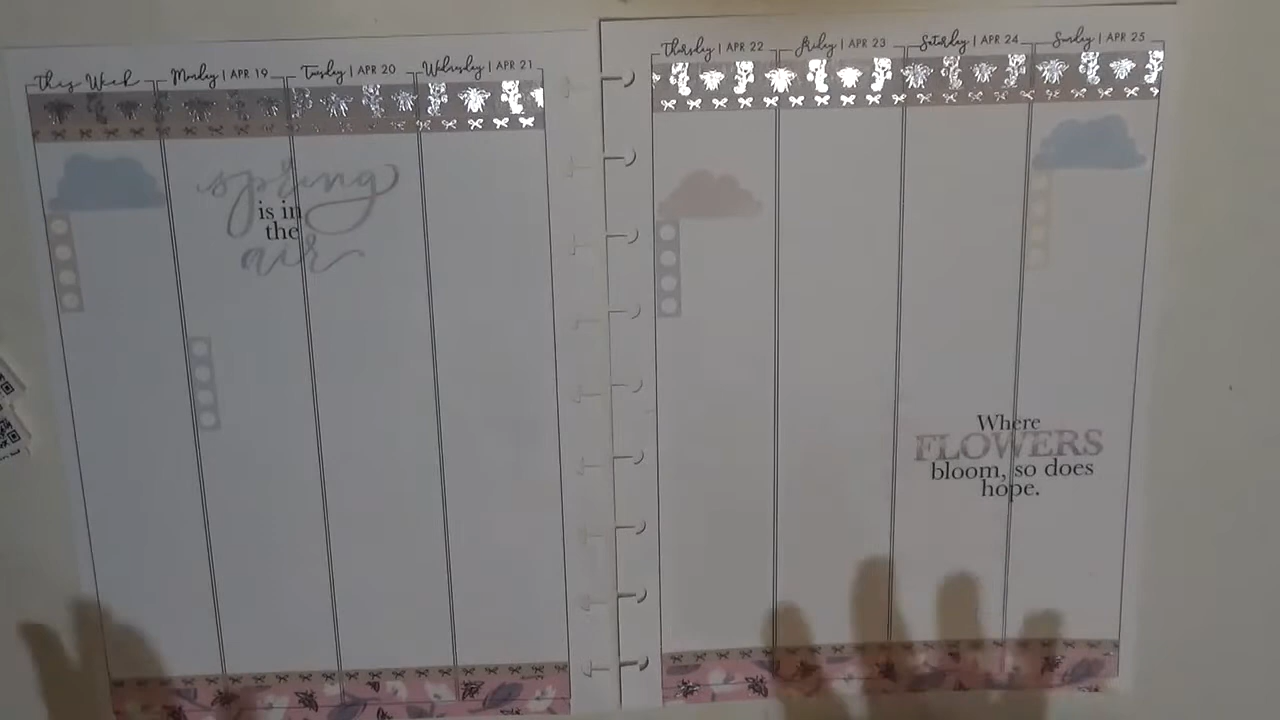 This Week
Monday | APR 19
Tuesday | APR 20
Wednesday | APR 21
Thursday | APR 22
Friday | APR 23
Saturday | APR 24
Sunday | APR 25
spring
is in
the
air
Where
FLOWERS
bloom, so does
hope.